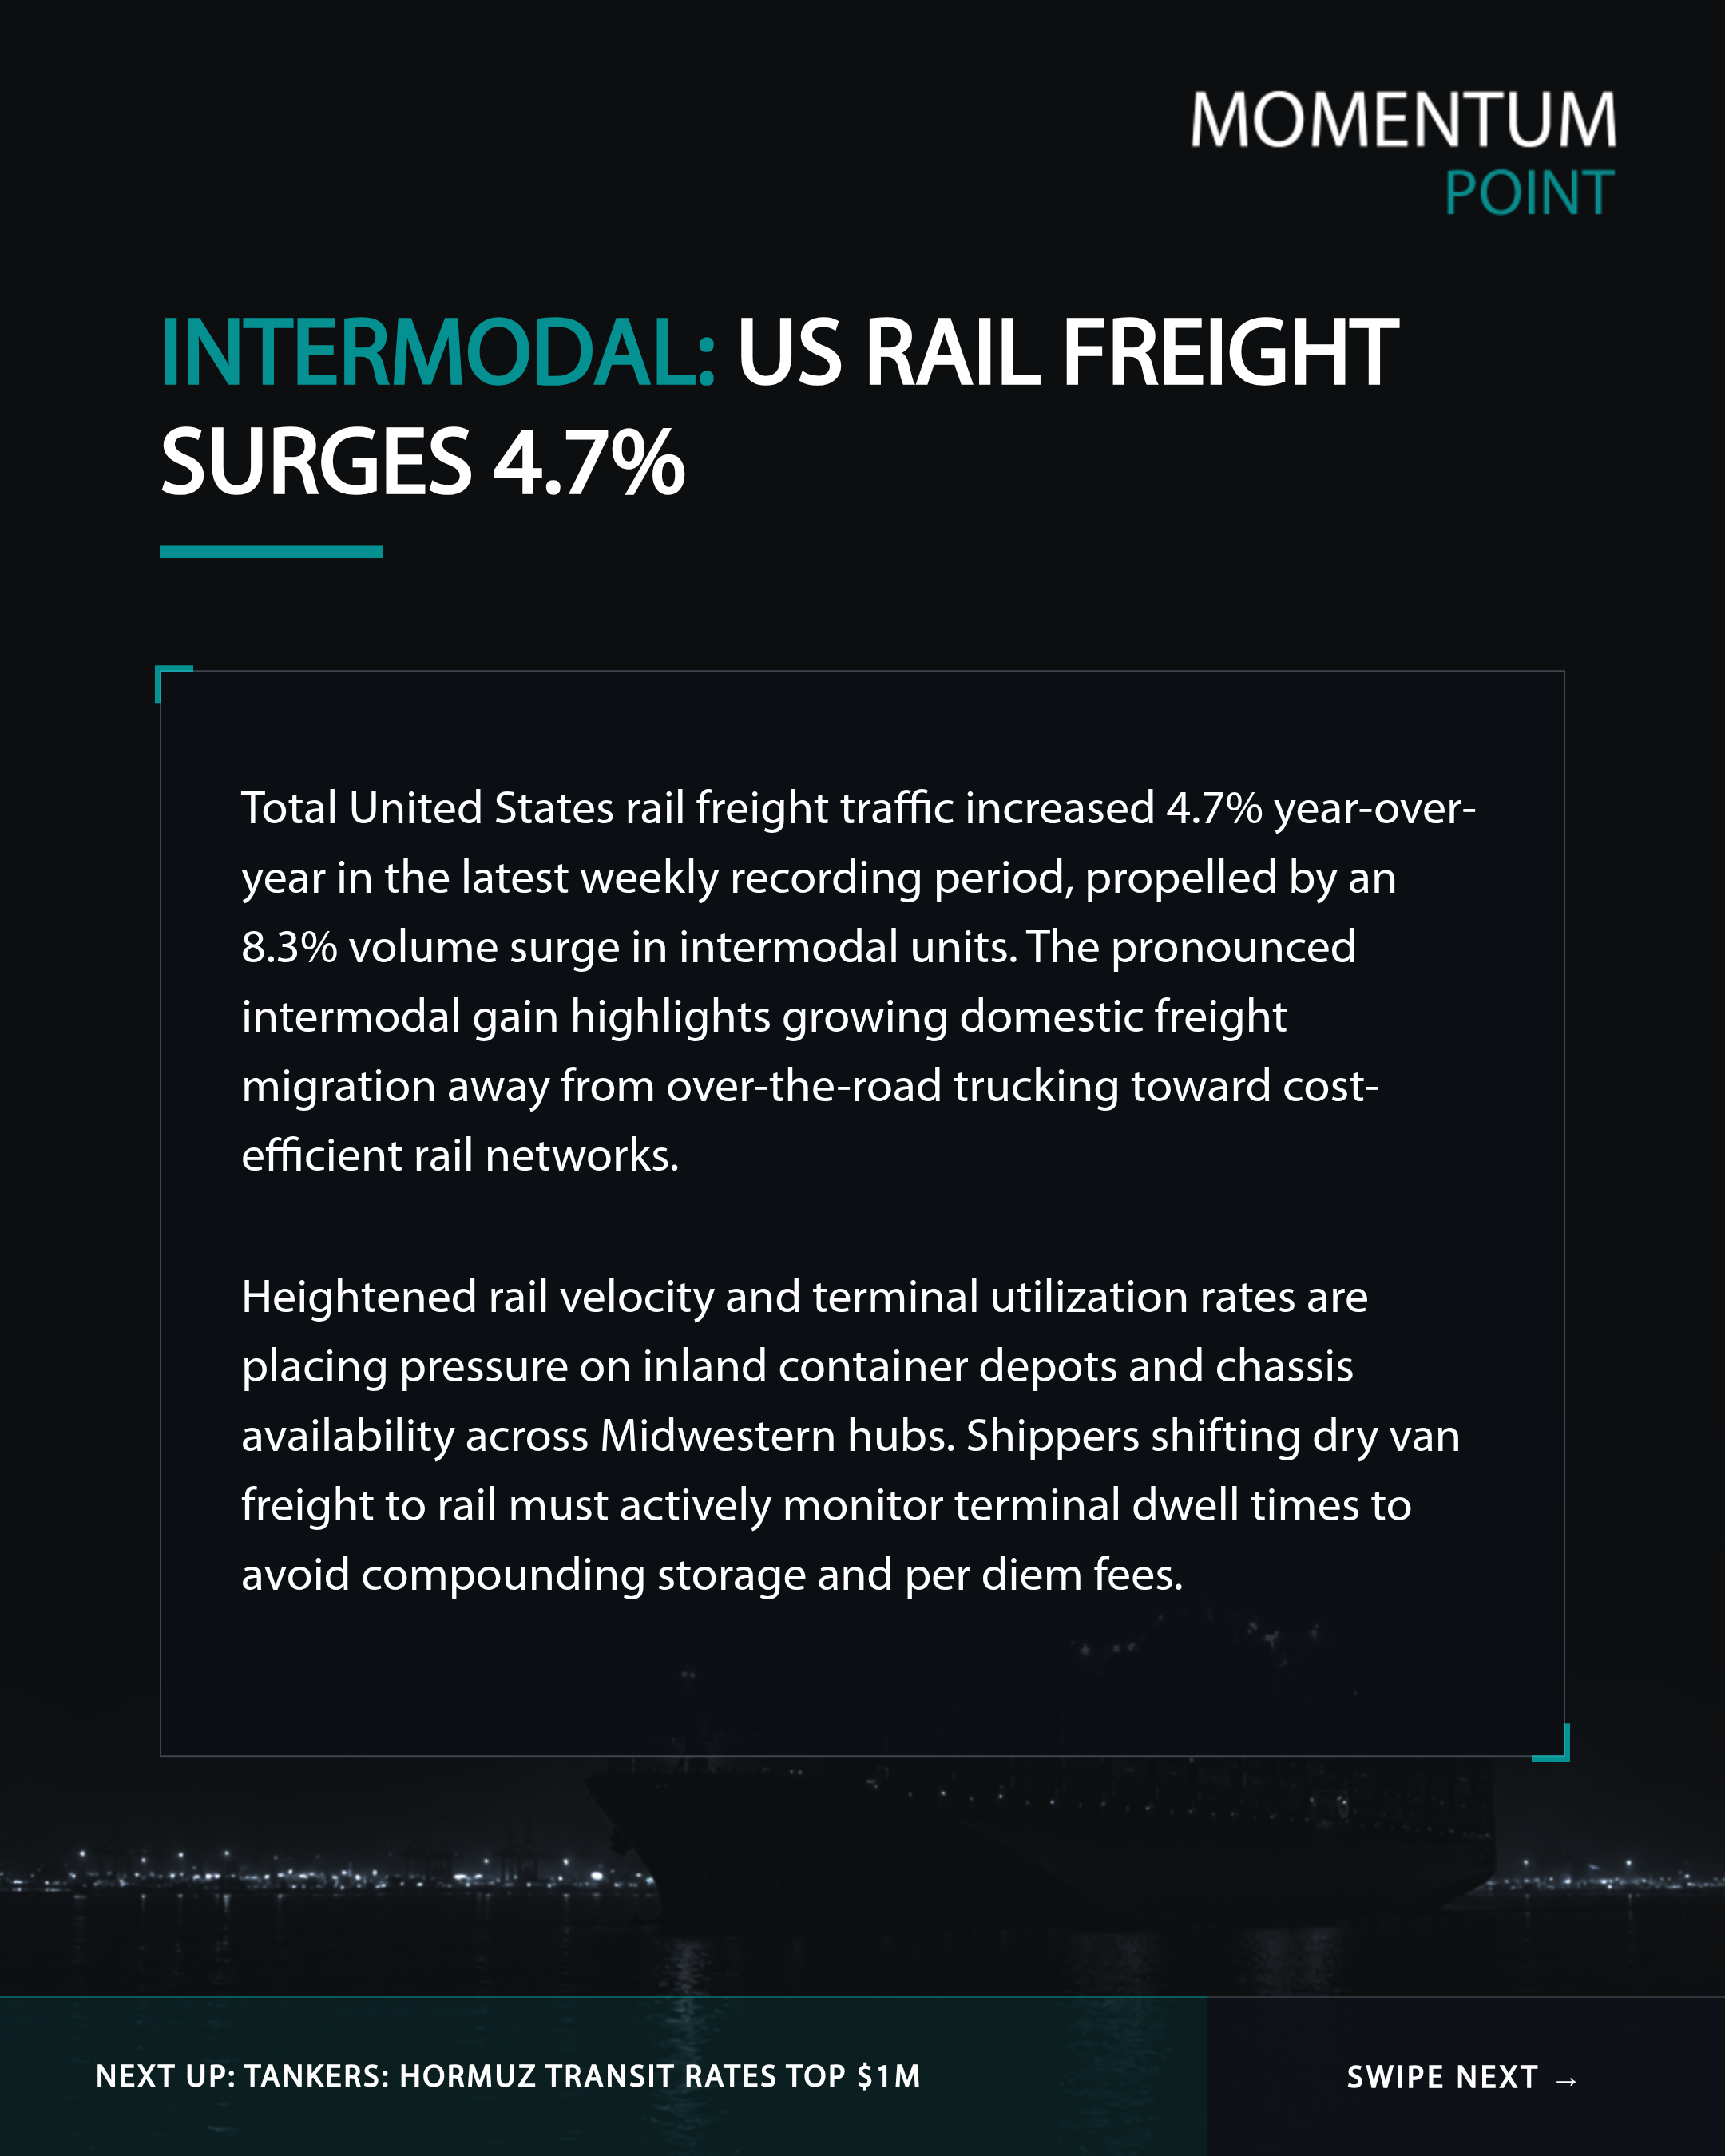 MOMENTUM
POINT
INTERMODAL: US RAIL FREIGHT
SURGES 4.7%
Total United States rail freight traffic increased 4.7% year-over-
year in the latest weekly recording period, propelled by an
8.3% volume surge in intermodal units. The pronounced
intermodal gain highlights growing domestic freight
migration away from over-the-road trucking toward cost-
efficient rail networks.
Heightened rail velocity and terminal utilization rates are
placing pressure on inland container depots and chassis
availability across Midwestern hubs. Shippers shifting dry van
freight to rail must actively monitor terminal dwell times to
avoid compounding storage and per diem fees.
NEXT UP: TANKERS: HORMUZ TRANSIT RATES TOP $1M
SWIPE NEXT →